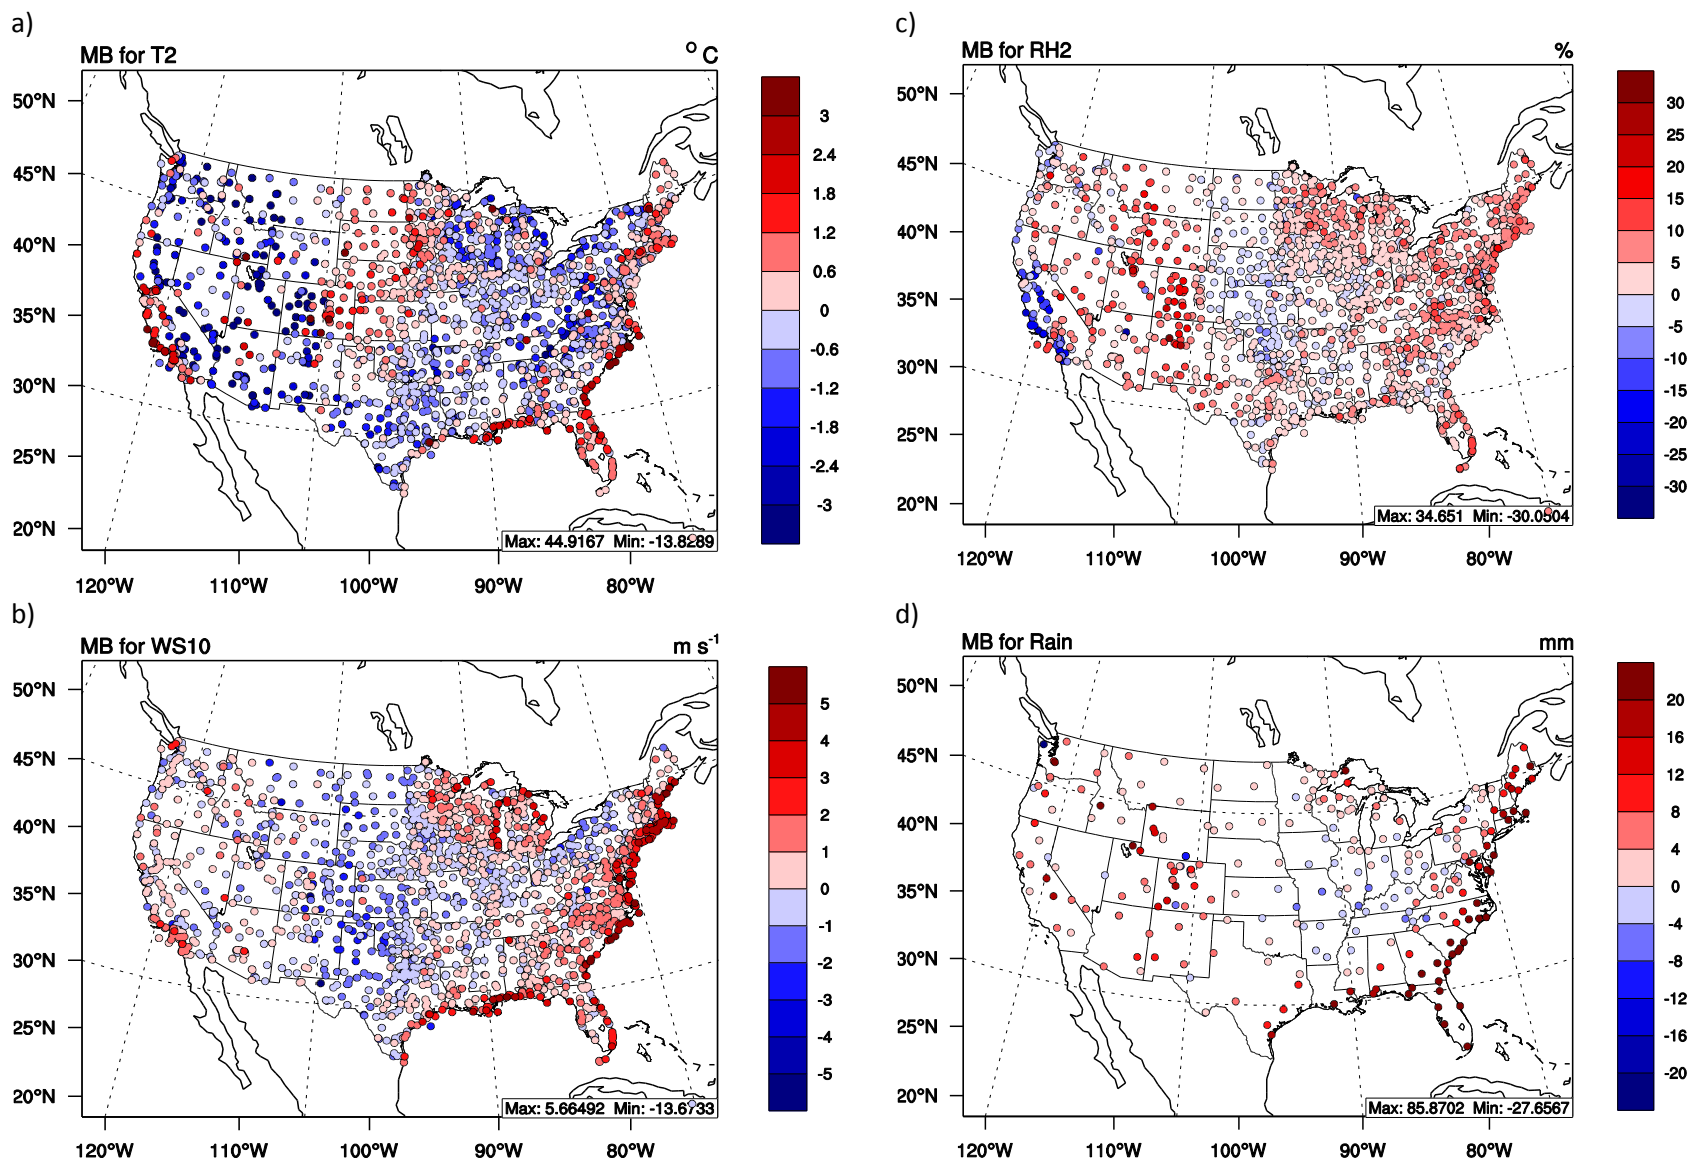 a)
MB for T2 °C
50°N
45°N
40°N
35°N
30°N
25°N
20°N
120°W 110°W 100°W 90°W 80°W
3
2.4
1.8
1.2
0.6
0
-0.6
-1.2
-1.8
-2.4
-3
Max: 44.9167 Min: -13.8289
c)
MB for RH2 %
50°N
45°N
40°N
35°N
30°N
25°N
20°N
120°W 110°W 100°W 90°W 80°W
30
25
20
15
10
5
0
-5
-10
-15
-20
-25
-30
Max: 34.651 Min: -30.0504
b)
MB for WS10 m s-1
50°N
45°N
40°N
35°N
30°N
25°N
20°N
120°W 110°W 100°W 90°W 80°W
5
4
3
2
1
0
-1
-2
-3
-4
-5
Max: 5.66492 Min: -13.6733
d)
MB for Rain mm
50°N
45°N
40°N
35°N
30°N
25°N
20°N
120°W 110°W 100°W 90°W 80°W
20
16
12
8
4
0
-4
-8
-12
-16
-20
Max: 85.8702 Min: -27.6567